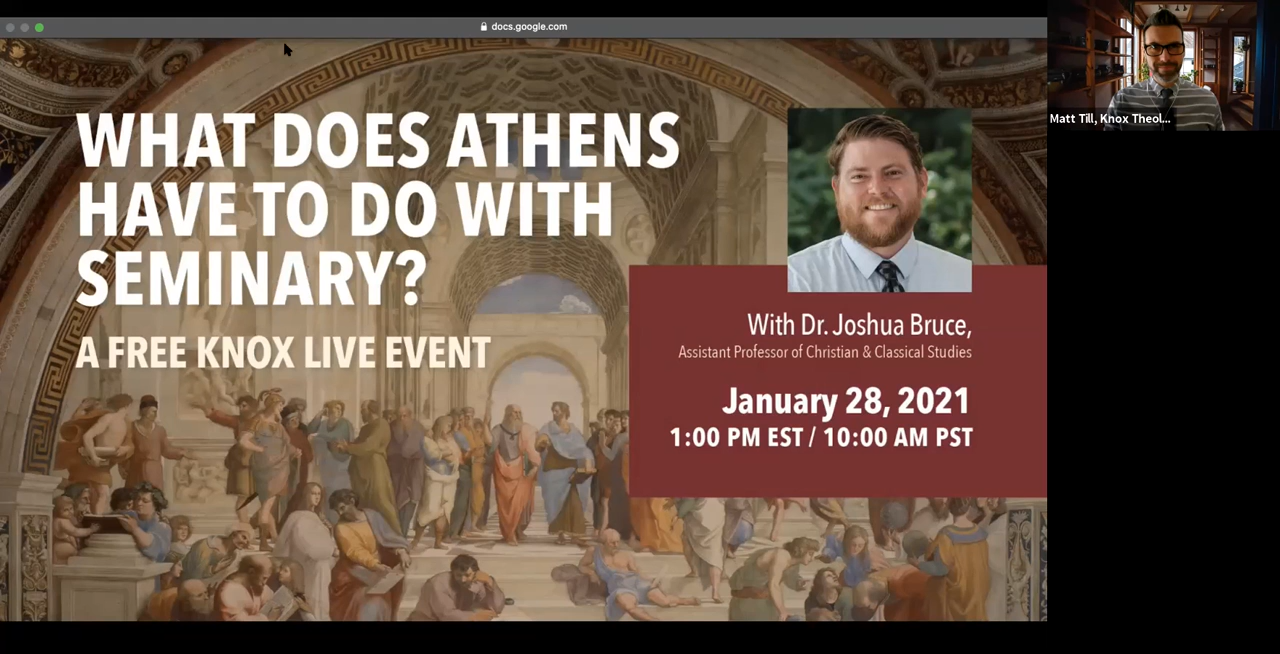 docs.google.com
WHAT DOES ATHENS
HAVE TO DO WITH
SEMINARY?
A FREE KNOX LIVE EVENT
With Dr. Joshua Bruce,
Assistant Professor of Christian & Classical Studies
January 28, 2021
1:00 PM EST / 10:00 AM PST
Matt Till, Knox Theol...